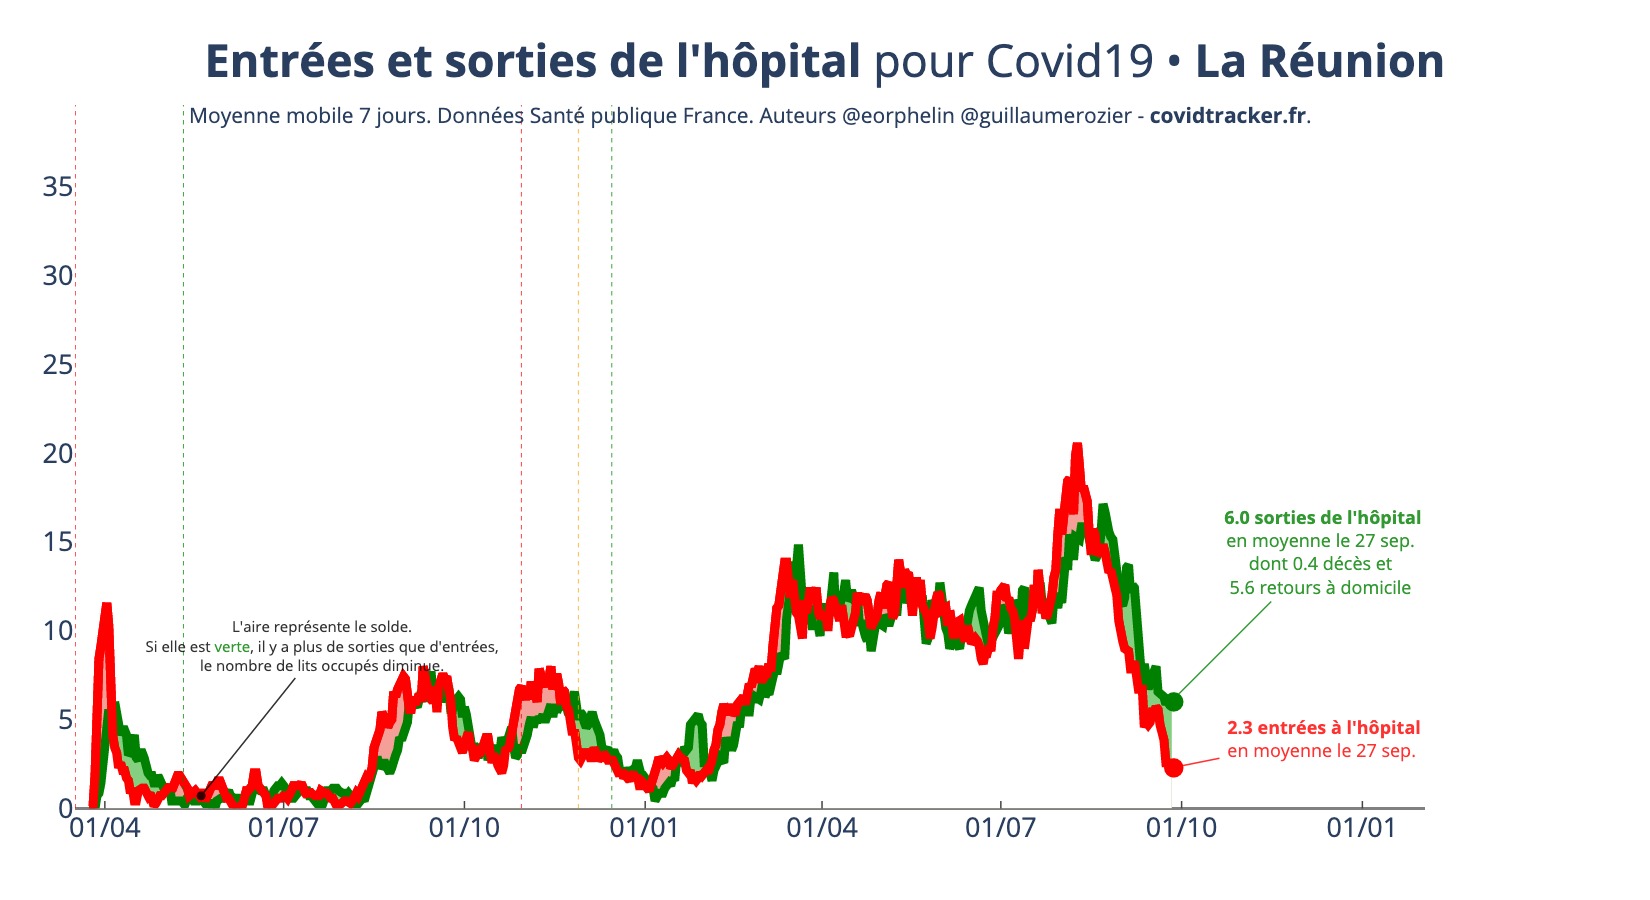 Entrées et sorties de l'hôpital pour Covid19 • La Réunion
Moyenne mobile 7 jours. Données Santé publique France. Auteurs @eorphelin @guillaumerozier - covidtracker.fr.
35
30
25
20
15
10
5
0
L'aire représente le solde.
Si elle est verte, il y a plus de sorties que d'entrées,
le nombre de lits occupés diminue.
6.0 sorties de l'hôpital
en moyenne le 27 sep.
dont 0.4 décès et
5.6 retours à domicile
2.3 entrées à l'hôpital
en moyenne le 27 sep.
01/04 01/07 01/10 01/01 01/04 01/07 01/10 01/01